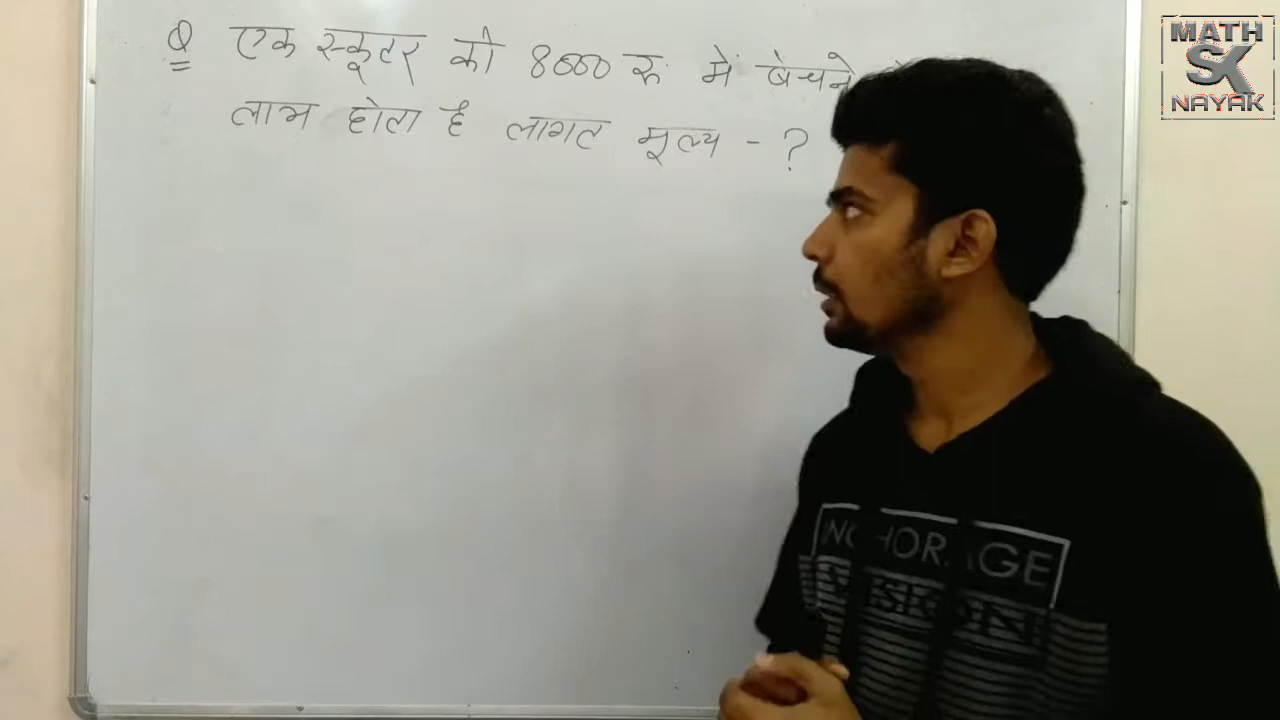 Q एक स्कूटर को 8000 रु में बेचने
लाभ होता है लागत मूल्य - ?
MATH
SK
NAYAK